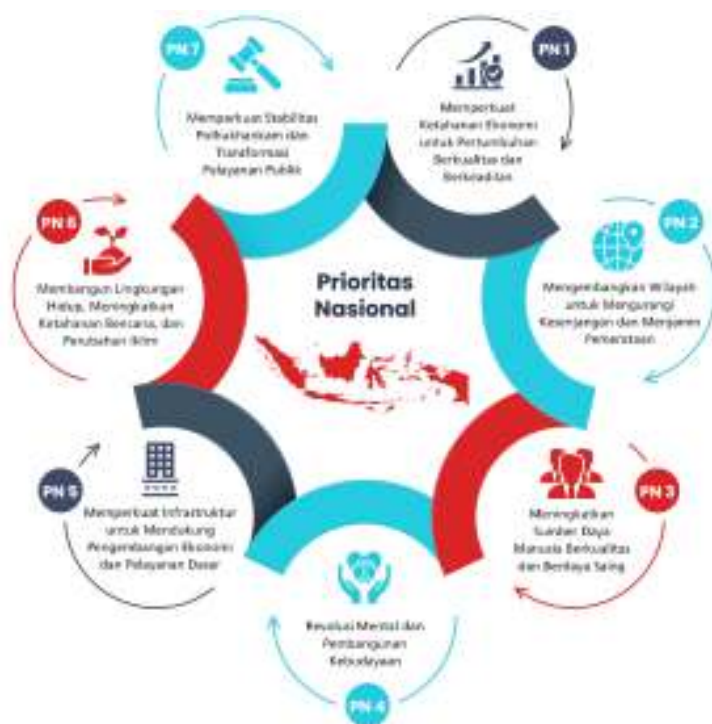 Prioritas
Nasional
PN 1
Memperkuat
Ketahanan Ekonomi
untuk Pertumbuhan
Berkualitas dan
Berkeadilan
PN 2
Mengembangkan Wilayah
untuk Mengurangi
Kesenjangan dan Menjamin
Pemerataan
PN 3
Meningkatkan
Sumber Daya
Manusia Berkualitas
dan Berdaya Saing
PN 4
Revolusi Mental dan
Pembangunan
Kebudayaan
PN 5
Memperkuat Infrastruktur
untuk Mendukung
Pengembangan Ekonomi
dan Pelayanan Dasar
PN 6
Membangun Lingkungan
Hidup, Meningkatkan
Ketahanan Bencana, dan
Perubahan Iklim
PN 7
Memperkuat Stabilitas
Polhukhankam dan
Transformasi
Pelayanan Publik